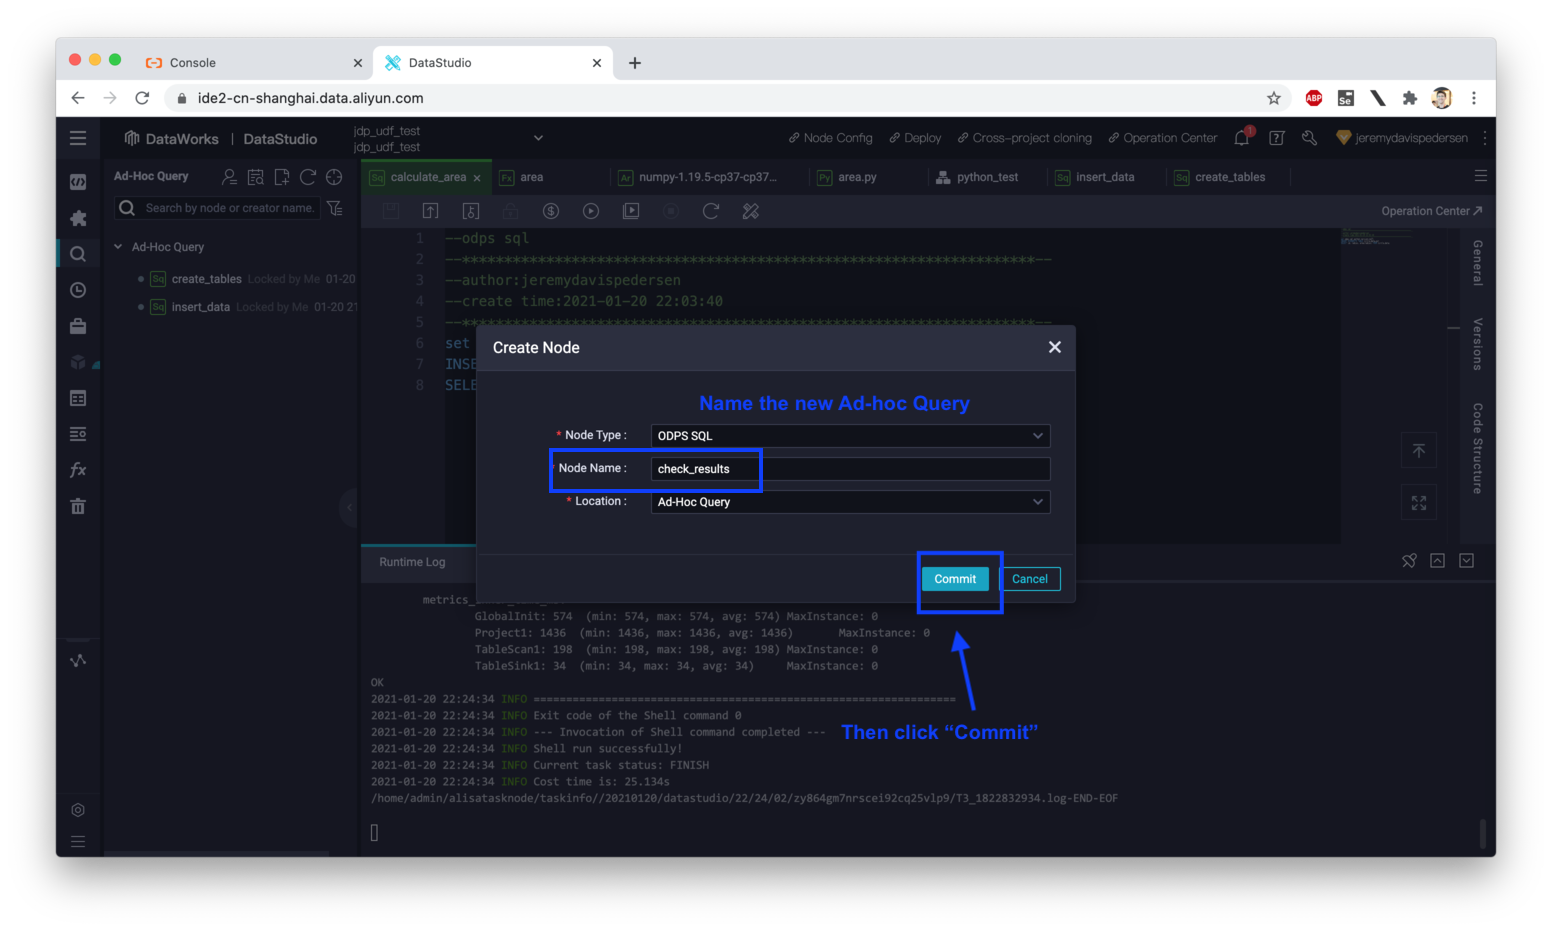 Console
DataStudio
ide2-cn-shanghai.data.aliyun.com
ABP
Se
DataWorks | DataStudio
jdp_udf_test
jdp_udf_test
Node Config
Deploy
Cross-project cloning
Operation Center
1
jeremydavispedersen
Ad-Hoc Query
Sq calculate_area
Fx area
Ar numpy-1.19.5-cp37-cp37...
Py area.py
python_test
Sq insert_data
Sq create_tables
Search by node or creator name.
Operation Center
Ad-Hoc Query
Sq create_tables Locked by Me 01-20
Sq insert_data Locked by Me 01-20 21
1 --odps sql
2 --********************************************************************--
3 --author:jeremydavispedersen
4 --create time:2021-01-20 22:03:40
5 --********************************************************************--
6 set
7 INSE
8 SELE
General
Versions
Code Structure
Create Node
Name the new Ad-hoc Query
* Node Type : ODPS SQL
Node Name : check_results
* Location : Ad-Hoc Query
Commit
Cancel
Then click “Commit”
Runtime Log
metrics_
GlobalInit: 574 (min: 574, max: 574, avg: 574) MaxInstance: 0
Project1: 1436 (min: 1436, max: 1436, avg: 1436) MaxInstance: 0
TableScan1: 198 (min: 198, max: 198, avg: 198) MaxInstance: 0
TableSink1: 34 (min: 34, max: 34, avg: 34) MaxInstance: 0
OK
2021-01-20 22:24:34 INFO =================================================================
2021-01-20 22:24:34 INFO Exit code of the Shell command 0
2021-01-20 22:24:34 INFO --- Invocation of Shell command completed ---
2021-01-20 22:24:34 INFO Shell run successfully!
2021-01-20 22:24:34 INFO Current task status: FINISH
2021-01-20 22:24:34 INFO Cost time is: 25.134s
/home/admin/alisatasknode/taskinfo//20210120/datastudio/22/24/02/zy864gm7nrscei92cq25vlp9/T3_1822832934.log-END-EOF